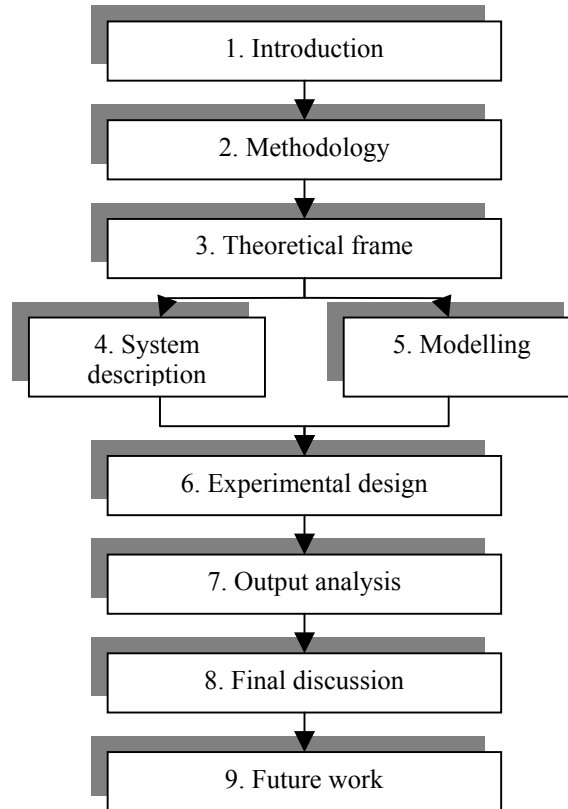 1. Introduction
2. Methodology
3. Theoretical frame
4. System
description
5. Modelling
6. Experimental design
7. Output analysis
8. Final discussion
9. Future work